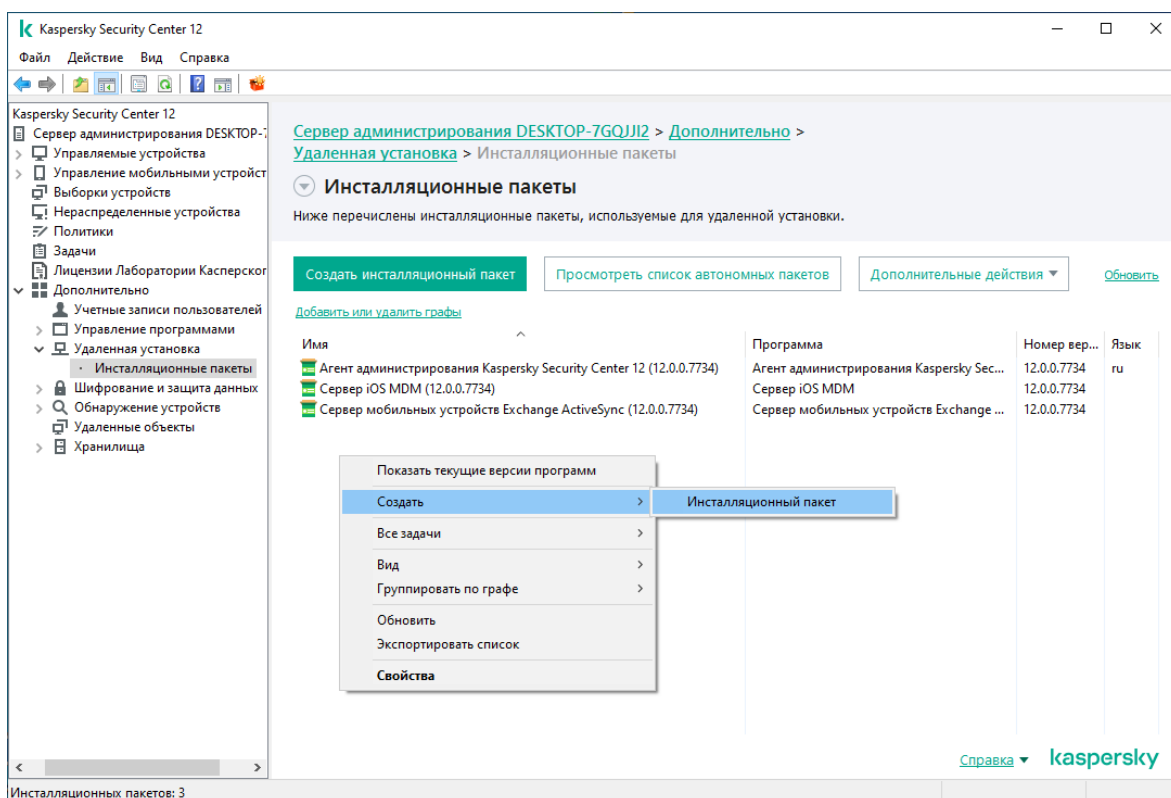 Kaspersky Security Center 12
Файл Действие Вид Справка
Kaspersky Security Center 12
Сервер администрирования DESKTOP-7
Управляемые устройства
Управление мобильными устройст
Выборки устройств
Нераспределенные устройства
Политики
Задачи
Лицензии Лаборатории Касперског
Дополнительно
Учетные записи пользователей
Управление программами
Удаленная установка
Инсталляционные пакеты
Шифрование и защита данных
Обнаружение устройств
Удаленные объекты
Хранилища
Сервер администрирования DESKTOP-7GQJJI2 > Дополнительно >
Удаленная установка > Инсталляционные пакеты
Инсталляционные пакеты
Ниже перечислены инсталляционные пакеты, используемые для удаленной установки.
Создать инсталляционный пакет Просмотреть список автономных пакетов Дополнительные действия Обновить
Добавить или удалить графы
Имя Программа Номер вер... Язык
Агент администрирования Kaspersky Security Center 12 (12.0.0.7734) Агент администрирования Kaspersky Sec... 12.0.0.7734 ru
Сервер iOS MDM (12.0.0.7734) Сервер iOS MDM 12.0.0.7734
Сервер мобильных устройств Exchange ActiveSync (12.0.0.7734) Сервер мобильных устройств Exchange ... 12.0.0.7734
Показать текущие версии программ
Создать Инсталляционный пакет
Все задачи
Вид
Группировать по графе
Обновить
Экспортировать список
Свойства
Справка kaspersky
Инсталляционных пакетов: 3